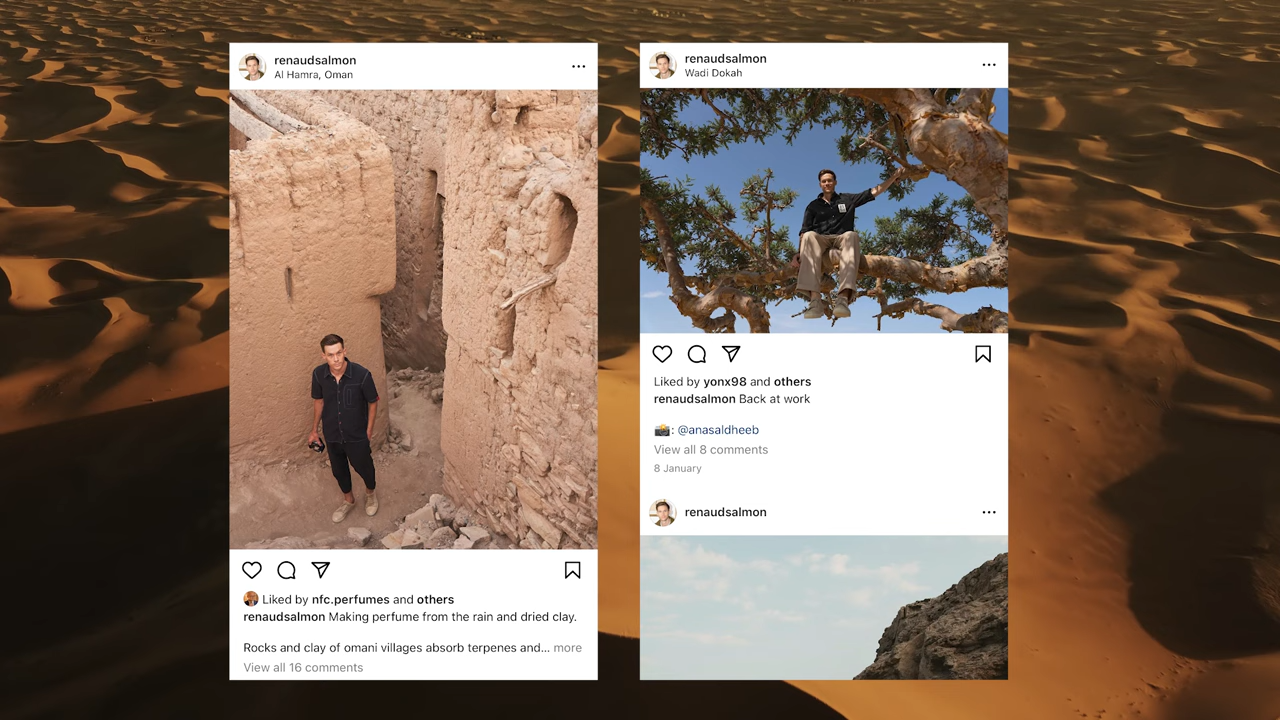 renaudsalmon
Al Hamra, Oman
Liked by nfc.perfumes and others
renaudsalmon Making perfume from the rain and dried clay.
Rocks and clay of omani villages absorb terpenes and... more
View all 16 comments
renaudsalmon
Wadi Dokah
Liked by yonx98 and others
renaudsalmon Back at work
📸: @anasaldheeb
View all 8 comments
8 January
renaudsalmon